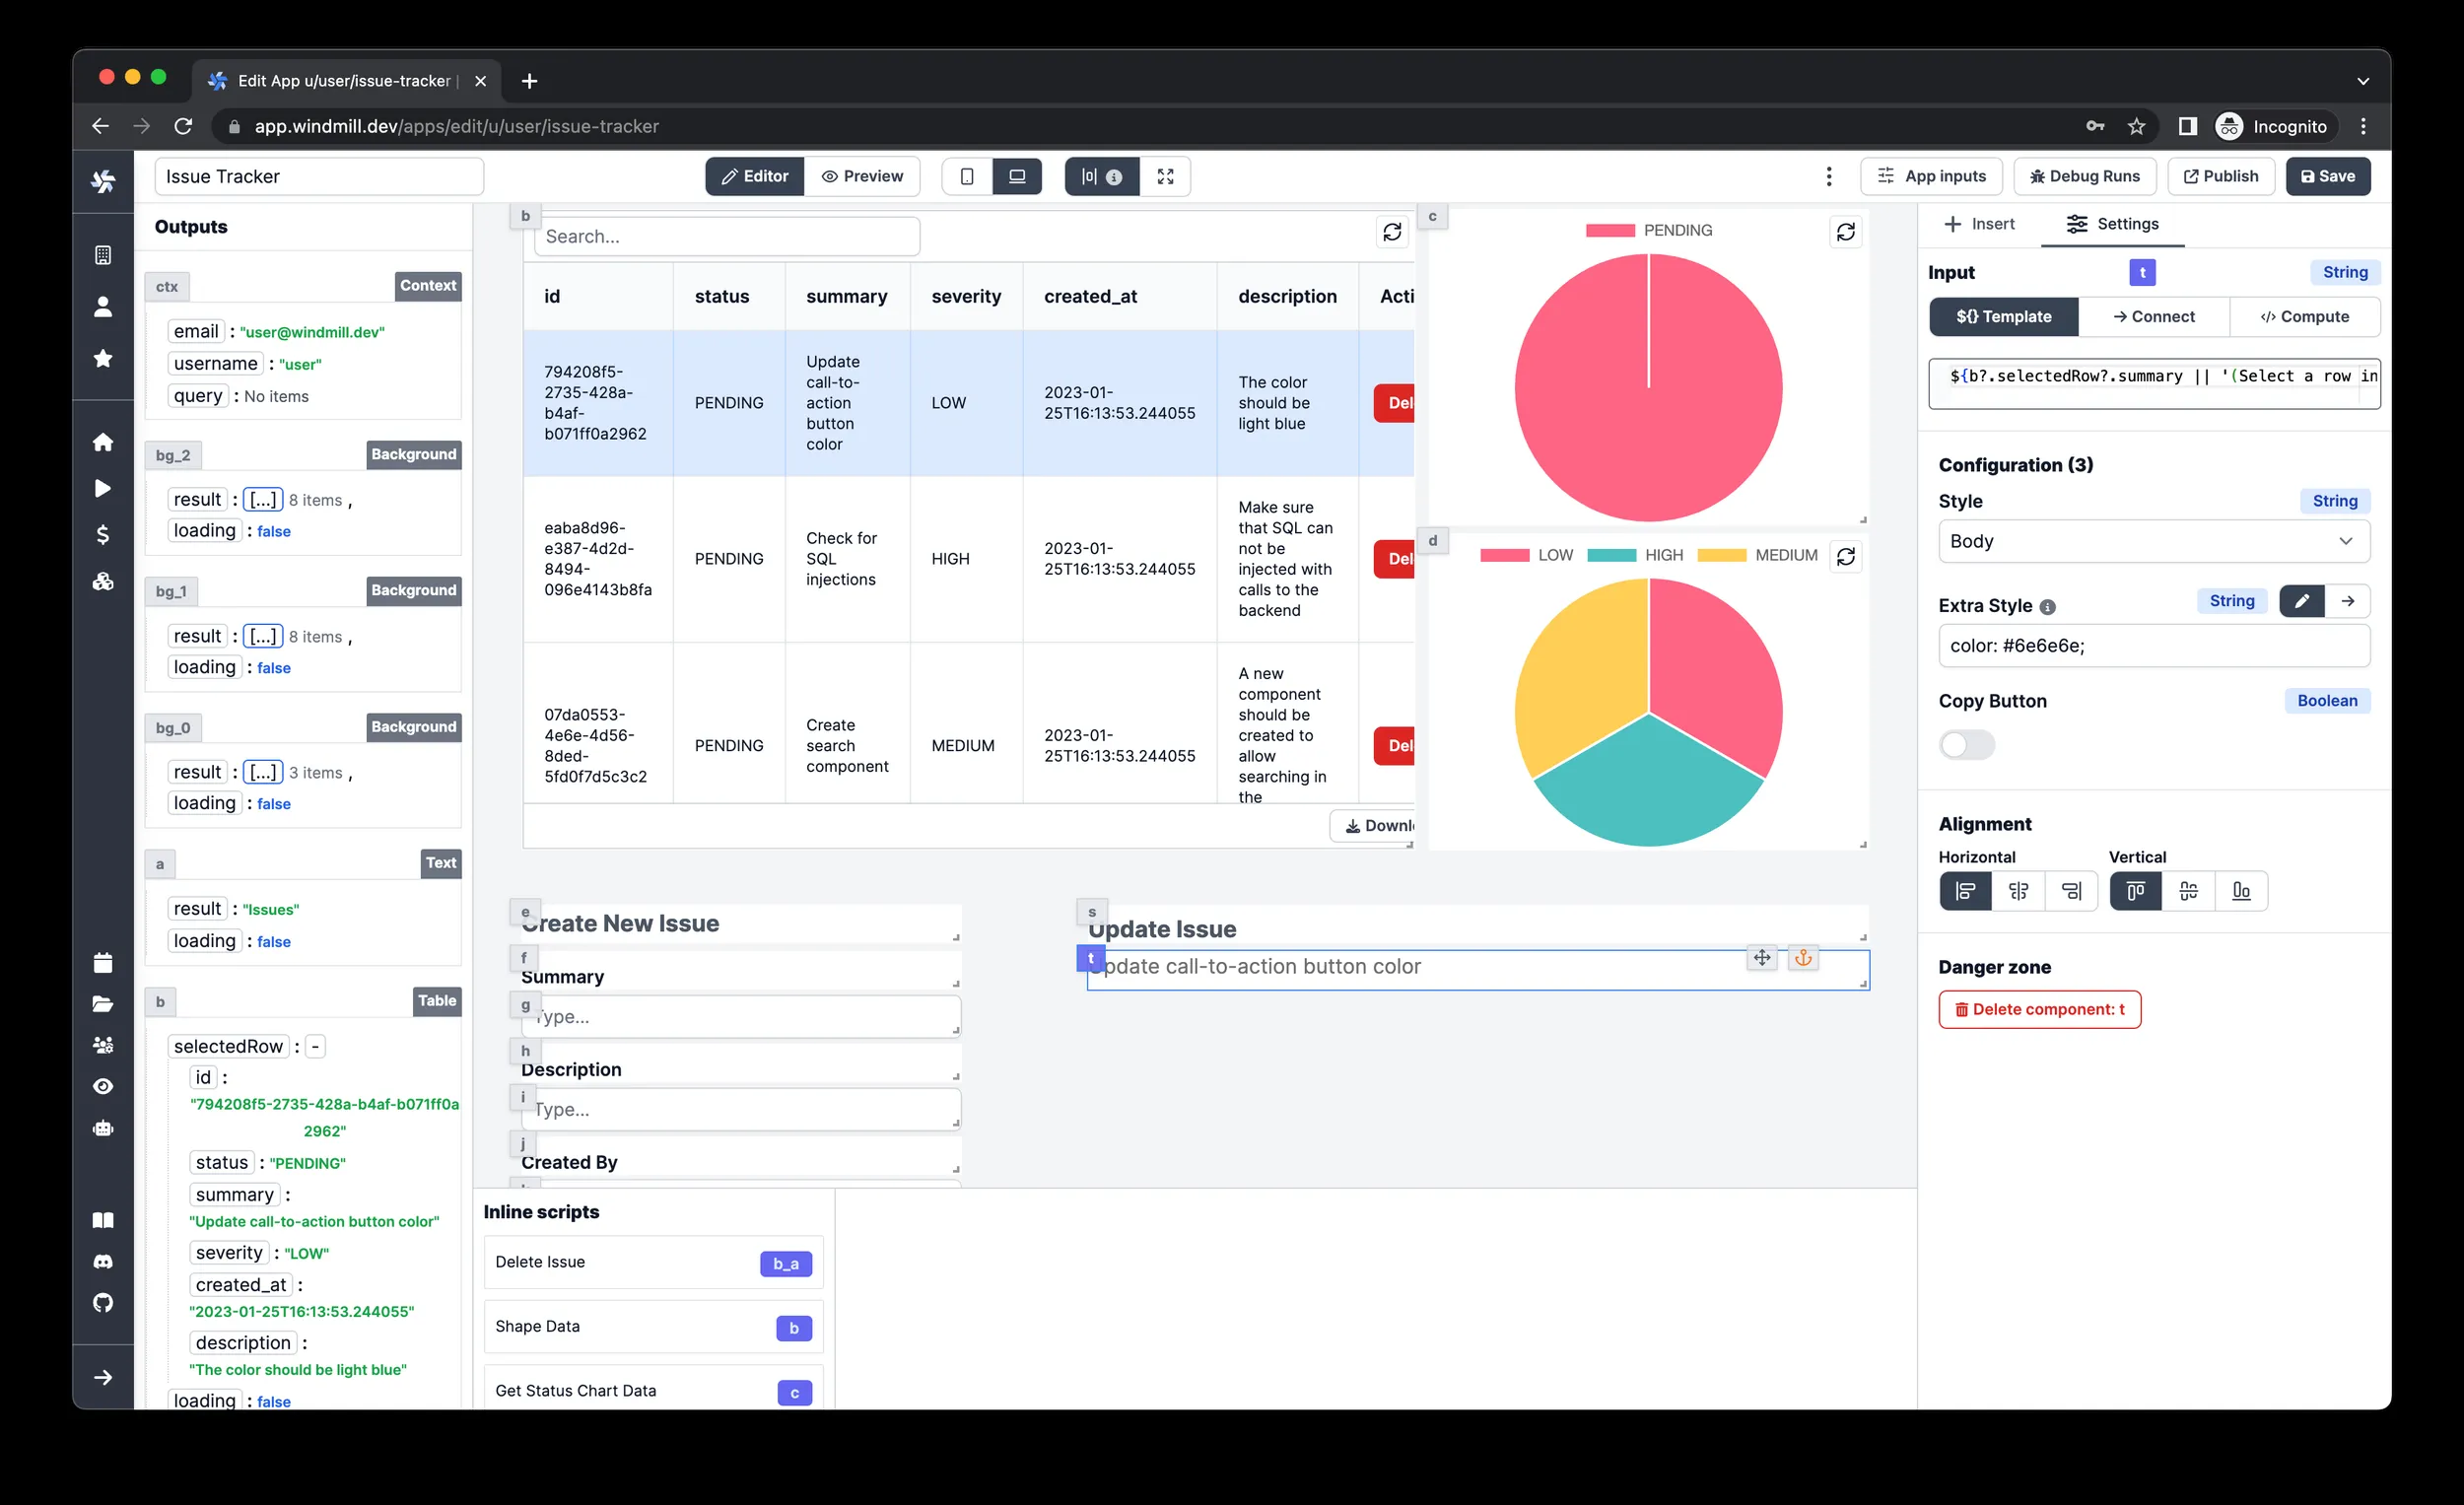 Edit App u/user/issue-tracker |
app.windmill.dev/apps/edit/u/user/issue-tracker
Incognito
Issue Tracker
Editor
Preview
App inputs
Debug Runs
Publish
Save
Outputs
ctx
Context
email : "user@windmill.dev"
username : "user"
query : No items
bg_2
Background
result : [...] 8 items ,
loading : false
bg_1
Background
result : [...] 8 items ,
loading : false
bg_0
Background
result : [...] 3 items ,
loading : false
a
Text
result : "Issues"
loading : false
b
Table
selectedRow : -
id :
"794208f5-2735-428a-b4af-b071ff0a
2962"
status : "PENDING"
summary :
"Update call-to-action button color"
severity : "LOW"
created_at :
"2023-01-25T16:13:53.244055"
description :
"The color should be light blue"
loading : false
b
Search...
id status summary severity created_at description Acti
794208f5-
2735-428a-
b4af-
b071ff0a2962
PENDING
Update
call-to-
action
button
color
LOW
2023-01-
25T16:13:53.244055
The color
should be
light blue
Del
eaba8d96-
e387-4d2d-
8494-
096e4143b8fa
PENDING
Check for
SQL
injections
HIGH
2023-01-
25T16:13:53.244055
Make sure
that SQL can
not be
injected with
calls to the
backend
Del
07da0553-
4e6e-4d56-
8ded-
5fd0f7d5c3c2
PENDING
Create
search
component
MEDIUM
2023-01-
25T16:13:53.244055
A new
component
should be
created to
allow
searching in
the
Del
Downl
c
PENDING
d
LOW HIGH MEDIUM
e
Create New Issue
f
Summary
g
Type...
h
Description
i
Type...
j
Created By
s
Update Issue
t
Update call-to-action button color
Inline scripts
Delete Issue b_a
Shape Data b
Get Status Chart Data c
Insert
Settings
Input t String
${} Template
Connect
</> Compute
${b?.selectedRow?.summary || '(Select a row in
Configuration (3)
Style String
Body
Extra Style String
color: #6e6e6e;
Copy Button Boolean
Alignment
Horizontal Vertical
Danger zone
Delete component: t